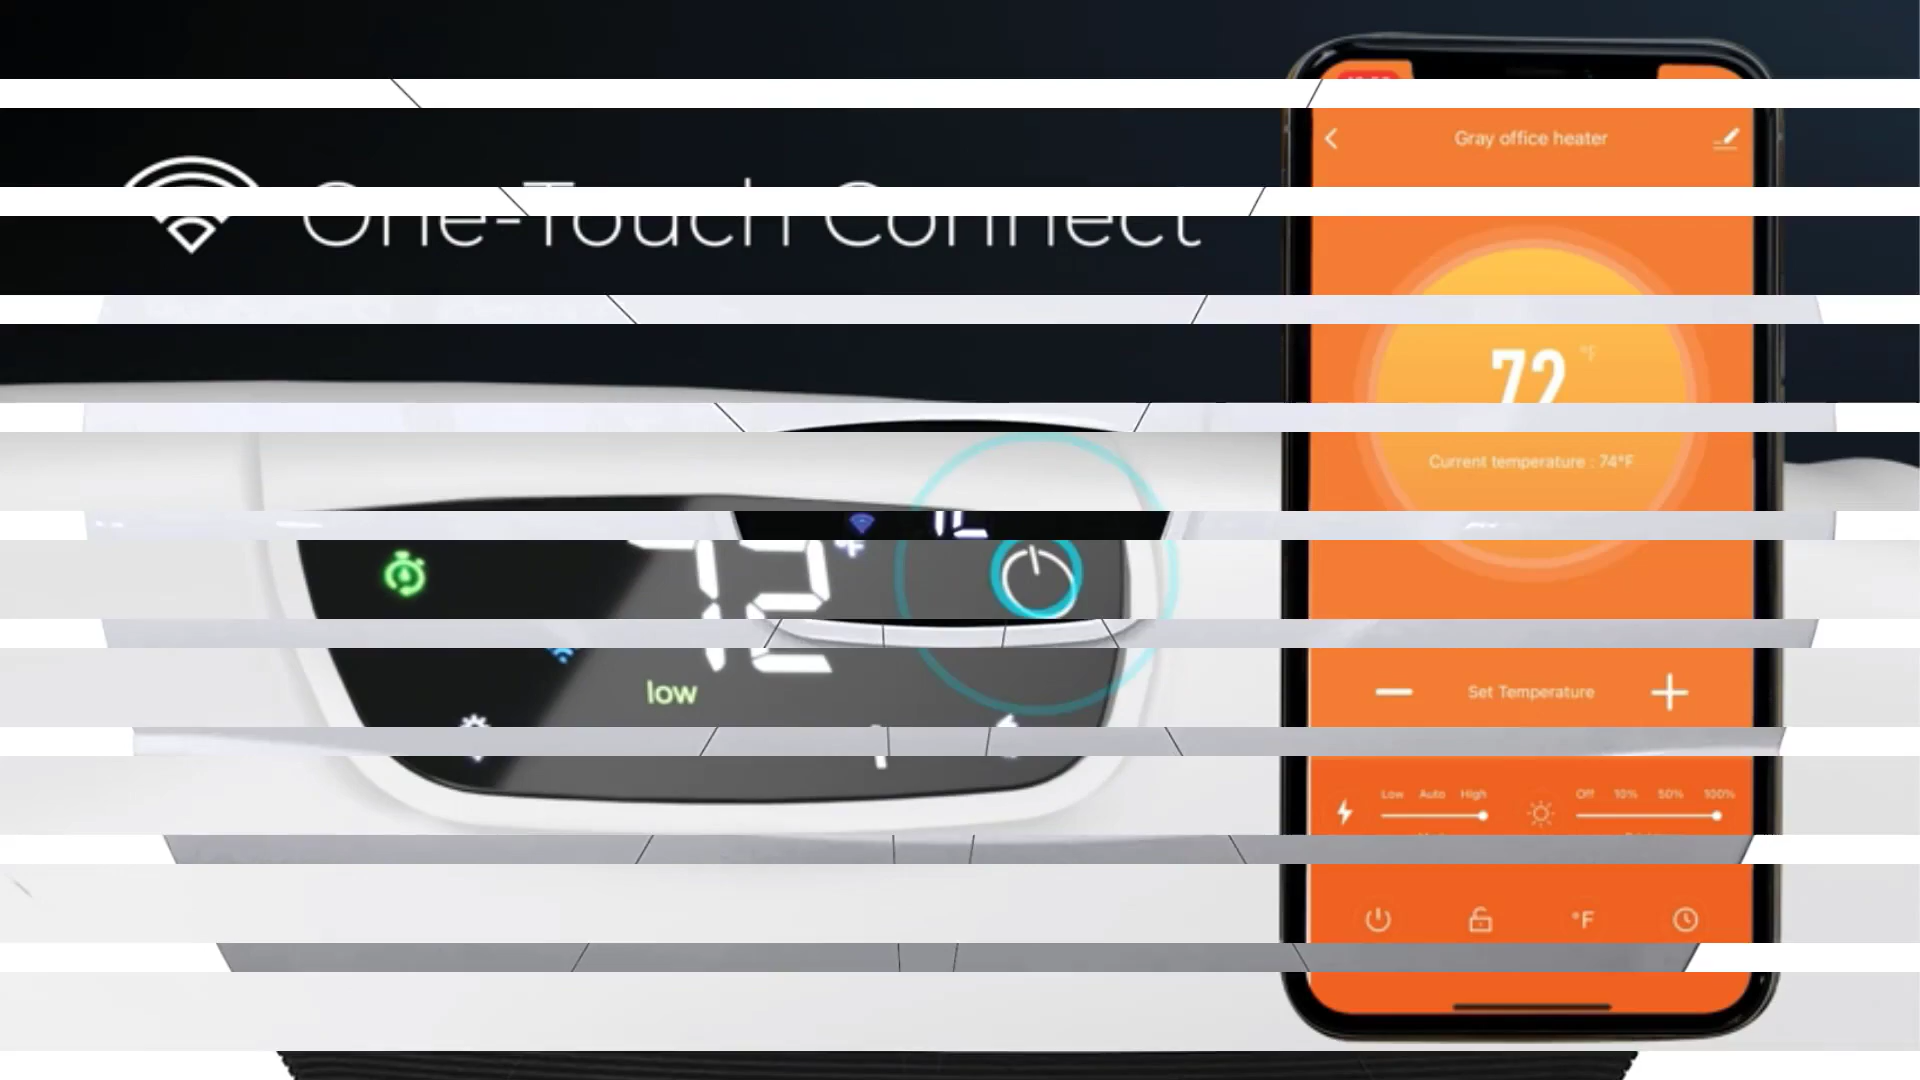 Gray office heater
One-Touch Connect
72 °F
Current temperature : 74°F
72 °F
low
Set Temperature
Low Auto High
Off 10% 50% 100%
°F